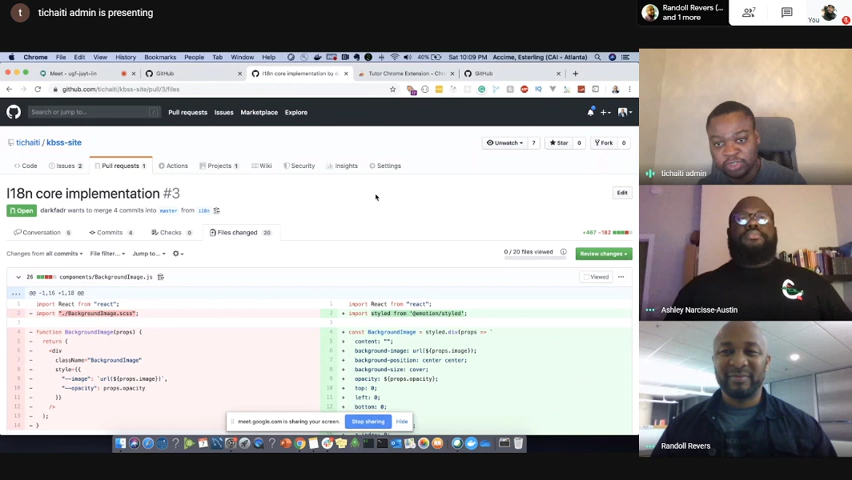 t tichaiti admin is presenting
Randoll Revers (...
and 1 more
7
You
Chrome File Edit View History Bookmarks People Tab Window Help
40% Sat 10:09 PM Accime, Esterling (CAI - Atlanta)
Meet - ugf-juyt-iin
GitHub
I18n core implementation by d
Tutor Chrome Extension - Ch
GitHub
github.com/tichaiti/kbss-site/pull/3/files
Search or jump to...
Pull requests Issues Marketplace Explore
tichaiti / kbss-site
Unwatch 7 Star 0 Fork 0
Code Issues 2 Pull requests 1 Actions Projects 1 Wiki Security Insights Settings
I18n core implementation #3
Edit
Open darkfadr wants to merge 4 commits into master from i18n
Conversation 5 Commits 4 Checks 0 Files changed 20
+467 -182
Changes from all commits File filter... Jump to...
0 / 20 files viewed
Review changes
26 components/BackgroundImage.js
Viewed
... @@ -1,16 +1,18 @@
1 import React from "react";
2 - import "./BackgroundImage.scss";
3
4 - function BackgroundImage(props) {
5 - return (
6 - <div
7 - className="BackgroundImage"
8 - style={{
9 - "--image": `url(${props.image})`,
10 - "--opacity": props.opacity
11 - }}
12 - />
13 - );
14 - }
1 import React from "react";
2 + import styled from '@emotion/styled';
3
4 + const BackgroundImage = styled.div(props => `
5 + content: "";
6 + background-image: url(${props.image});
7 + background-position: center center;
8 + background-size: cover;
9 + opacity: ${props.opacity};
10 + top: 0;
11 + left: 0;
12 + bottom: 0;
meet.google.com is sharing your screen.
Stop sharing
Hide
tichaiti admin
Ashley Narcisse-Austin
Randoll Revers